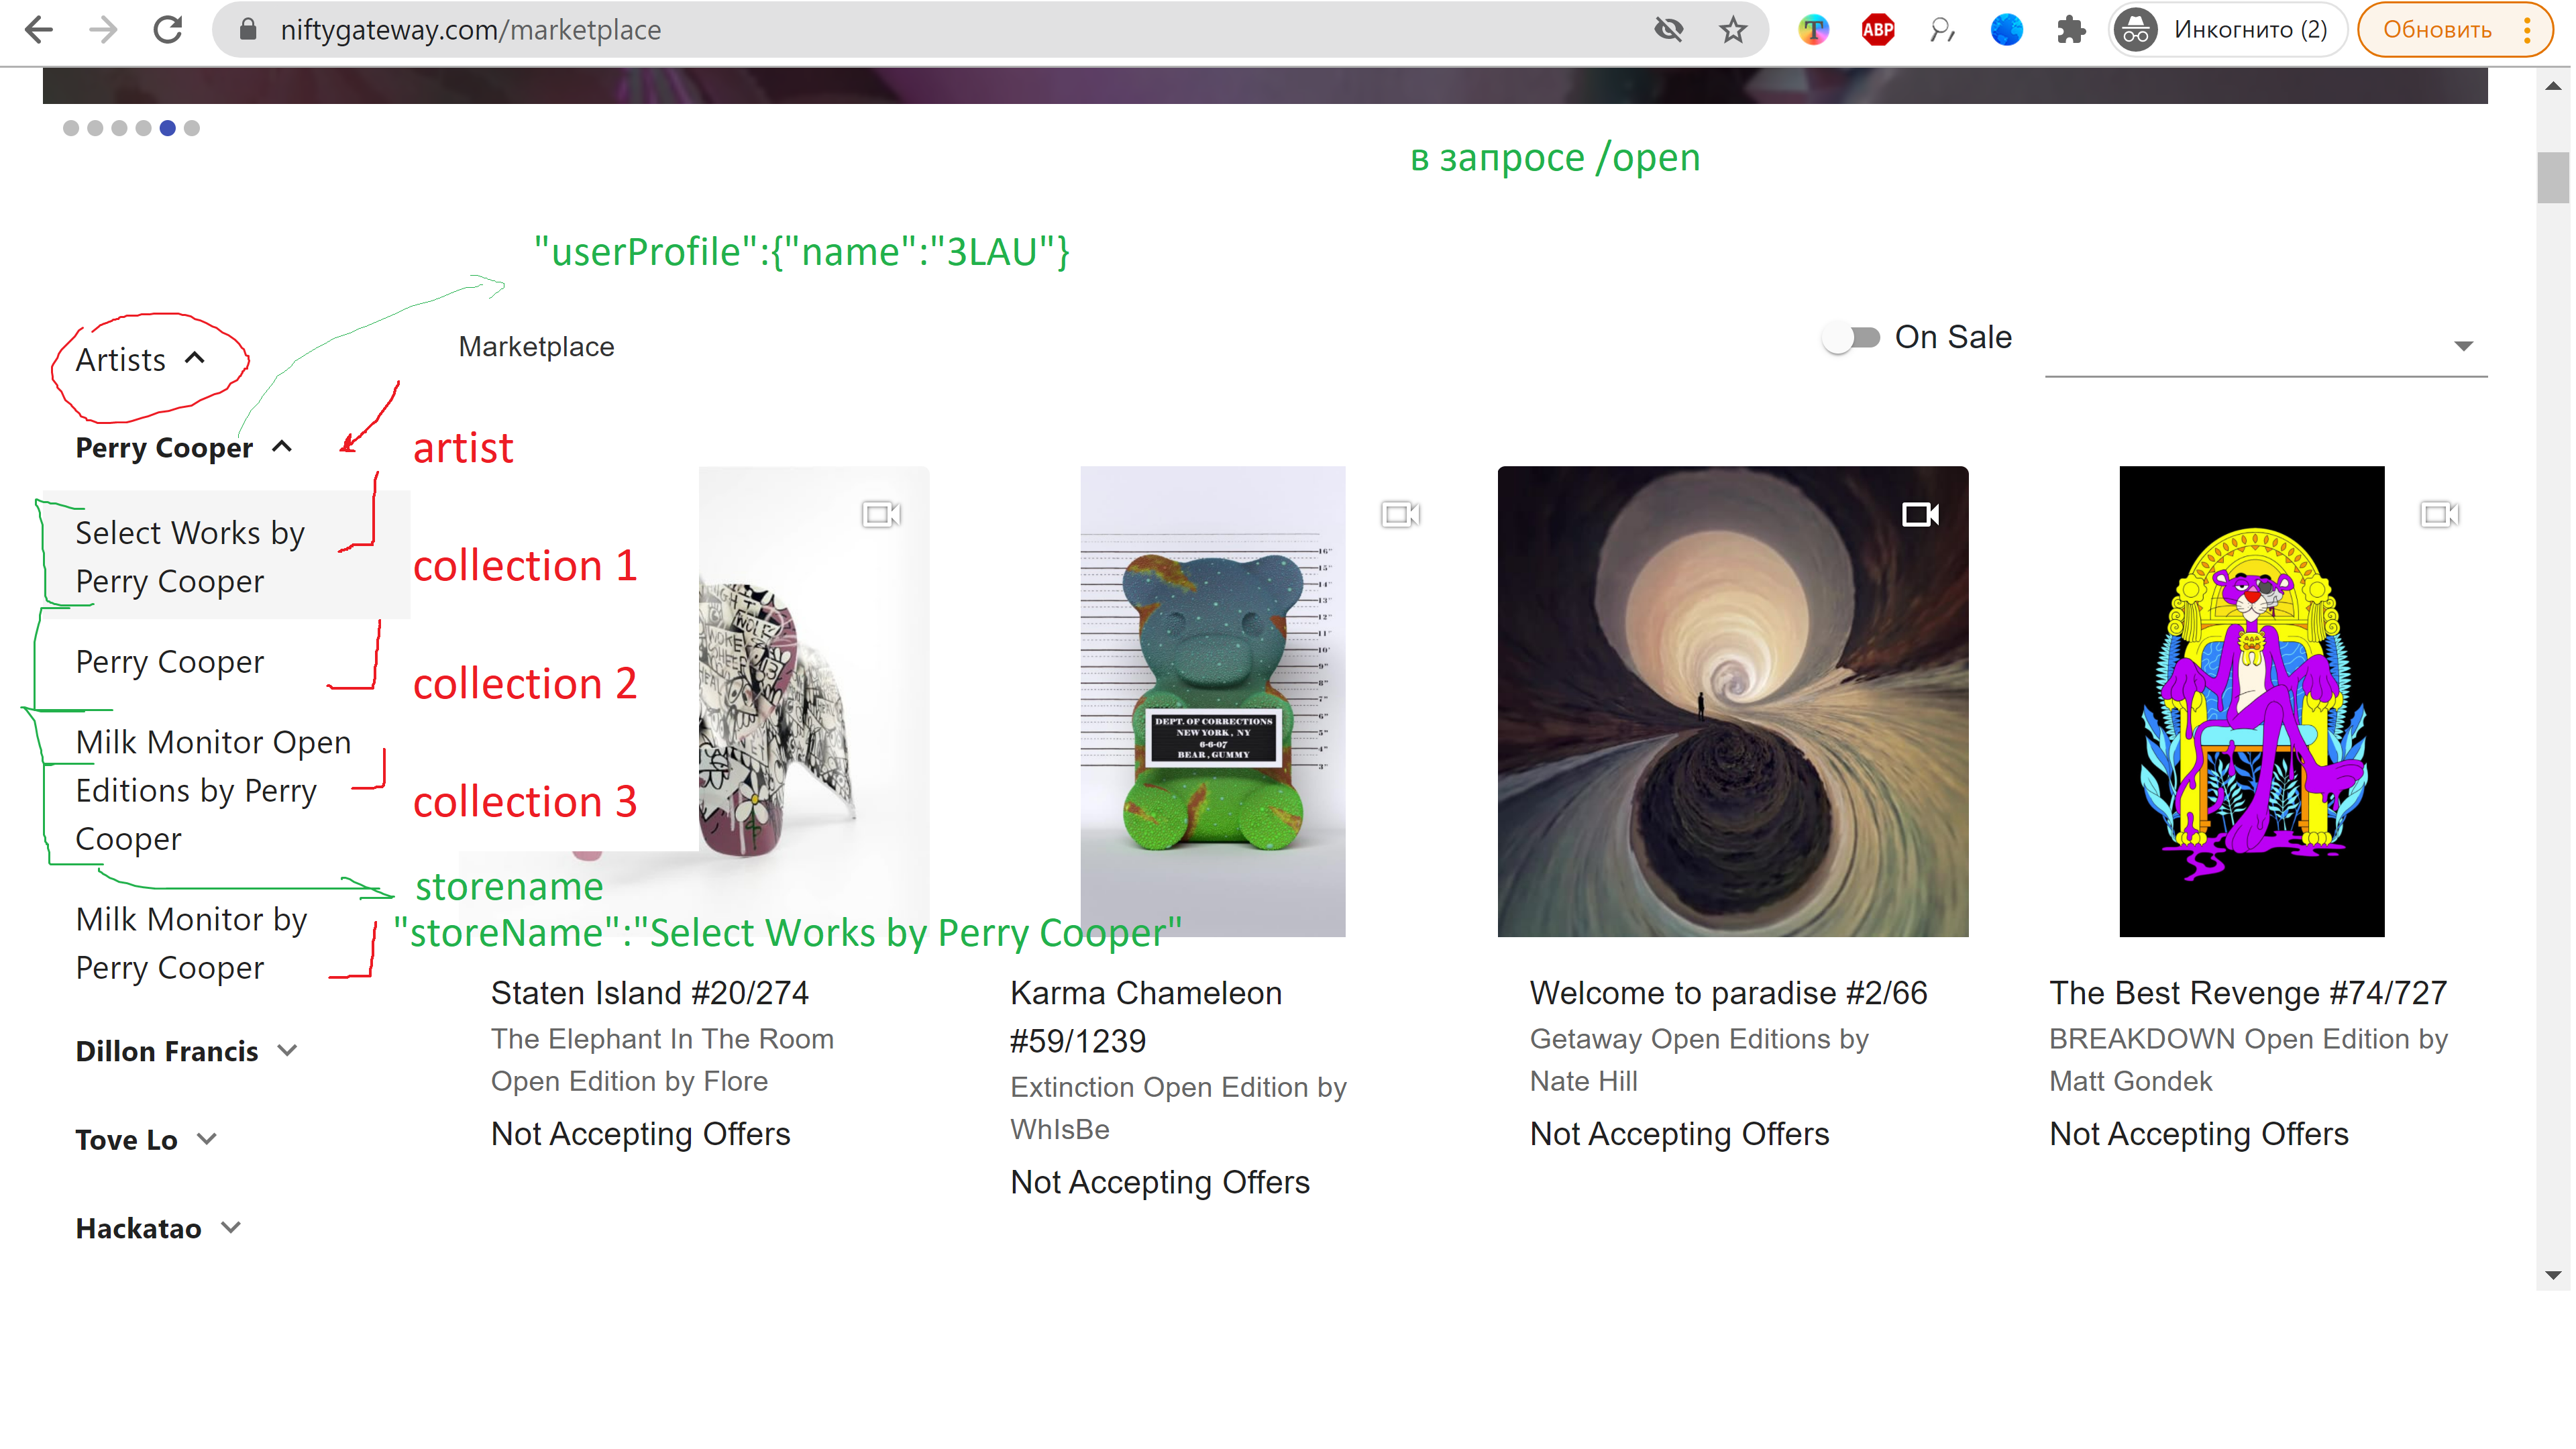 niftygateway.com/marketplace
T
ABP
Инкогнито (2)
Обновить
в запросе /open
"userProfile":{"name":"3LAU"}
Artists
Marketplace
On Sale
Perry Cooper
artist
Select Works by
Perry Cooper
collection 1
Perry Cooper
collection 2
Milk Monitor Open
Editions by Perry
Cooper
collection 3
storename
"storeName":"Select Works by Perry Cooper"
Milk Monitor by
Perry Cooper
Dillon Francis
Tove Lo
Hackatao
DEPT. OF CORRECTIONS
NEW YORK, NY
6-6-07
BEAR, GUMMY
Staten Island #20/274
The Elephant In The Room
Open Edition by Flore
Not Accepting Offers
Karma Chameleon
#59/1239
Extinction Open Edition by
WhIsBe
Not Accepting Offers
Welcome to paradise #2/66
Getaway Open Editions by
Nate Hill
Not Accepting Offers
The Best Revenge #74/727
BREAKDOWN Open Edition by
Matt Gondek
Not Accepting Offers